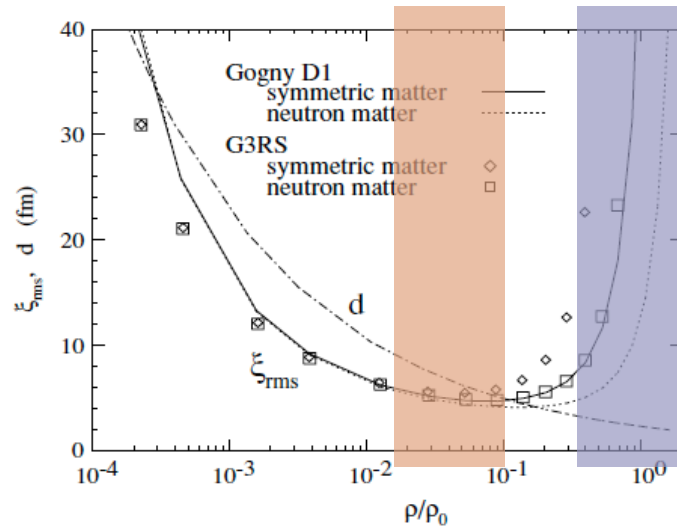 40
30
20
10
0
ξrms, d (fm)
Gogny D1
symmetric matter
neutron matter
G3RS
symmetric matter
neutron matter
d
ξrms
10⁻⁴ 10⁻³ 10⁻² 10⁻¹ 10⁰
ρ/ρ₀